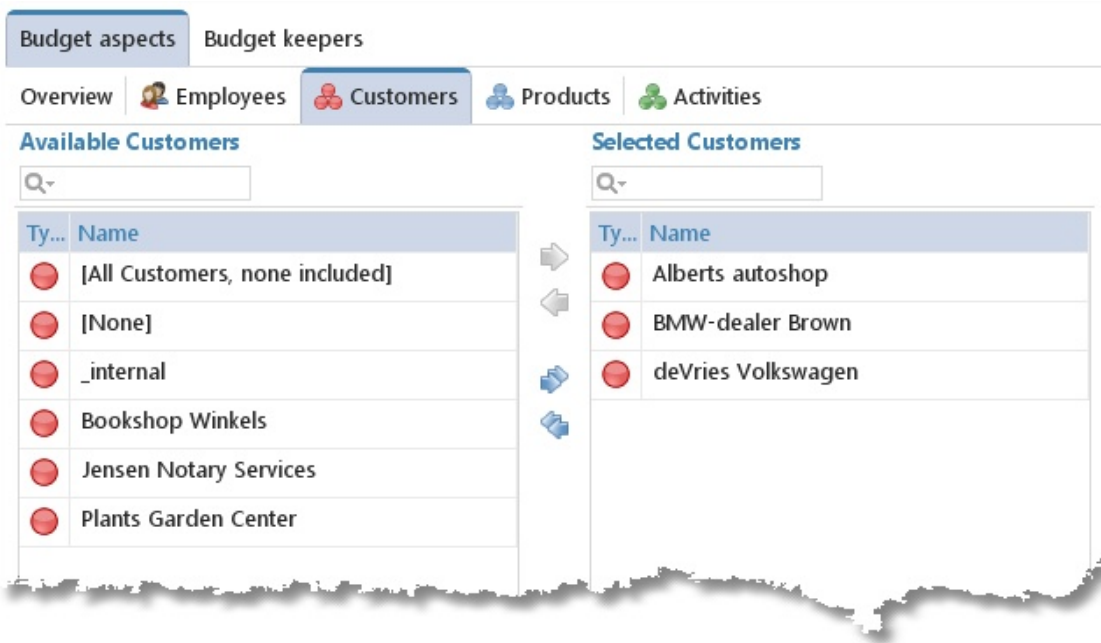 Budget aspects Budget keepers
Overview Employees Customers Products Activities
Available Customers
Ty... Name
[All Customers, none included]
[None]
_internal
Bookshop Winkels
Jensen Notary Services
Plants Garden Center
Selected Customers
Ty... Name
Alberts autoshop
BMW-dealer Brown
deVries Volkswagen